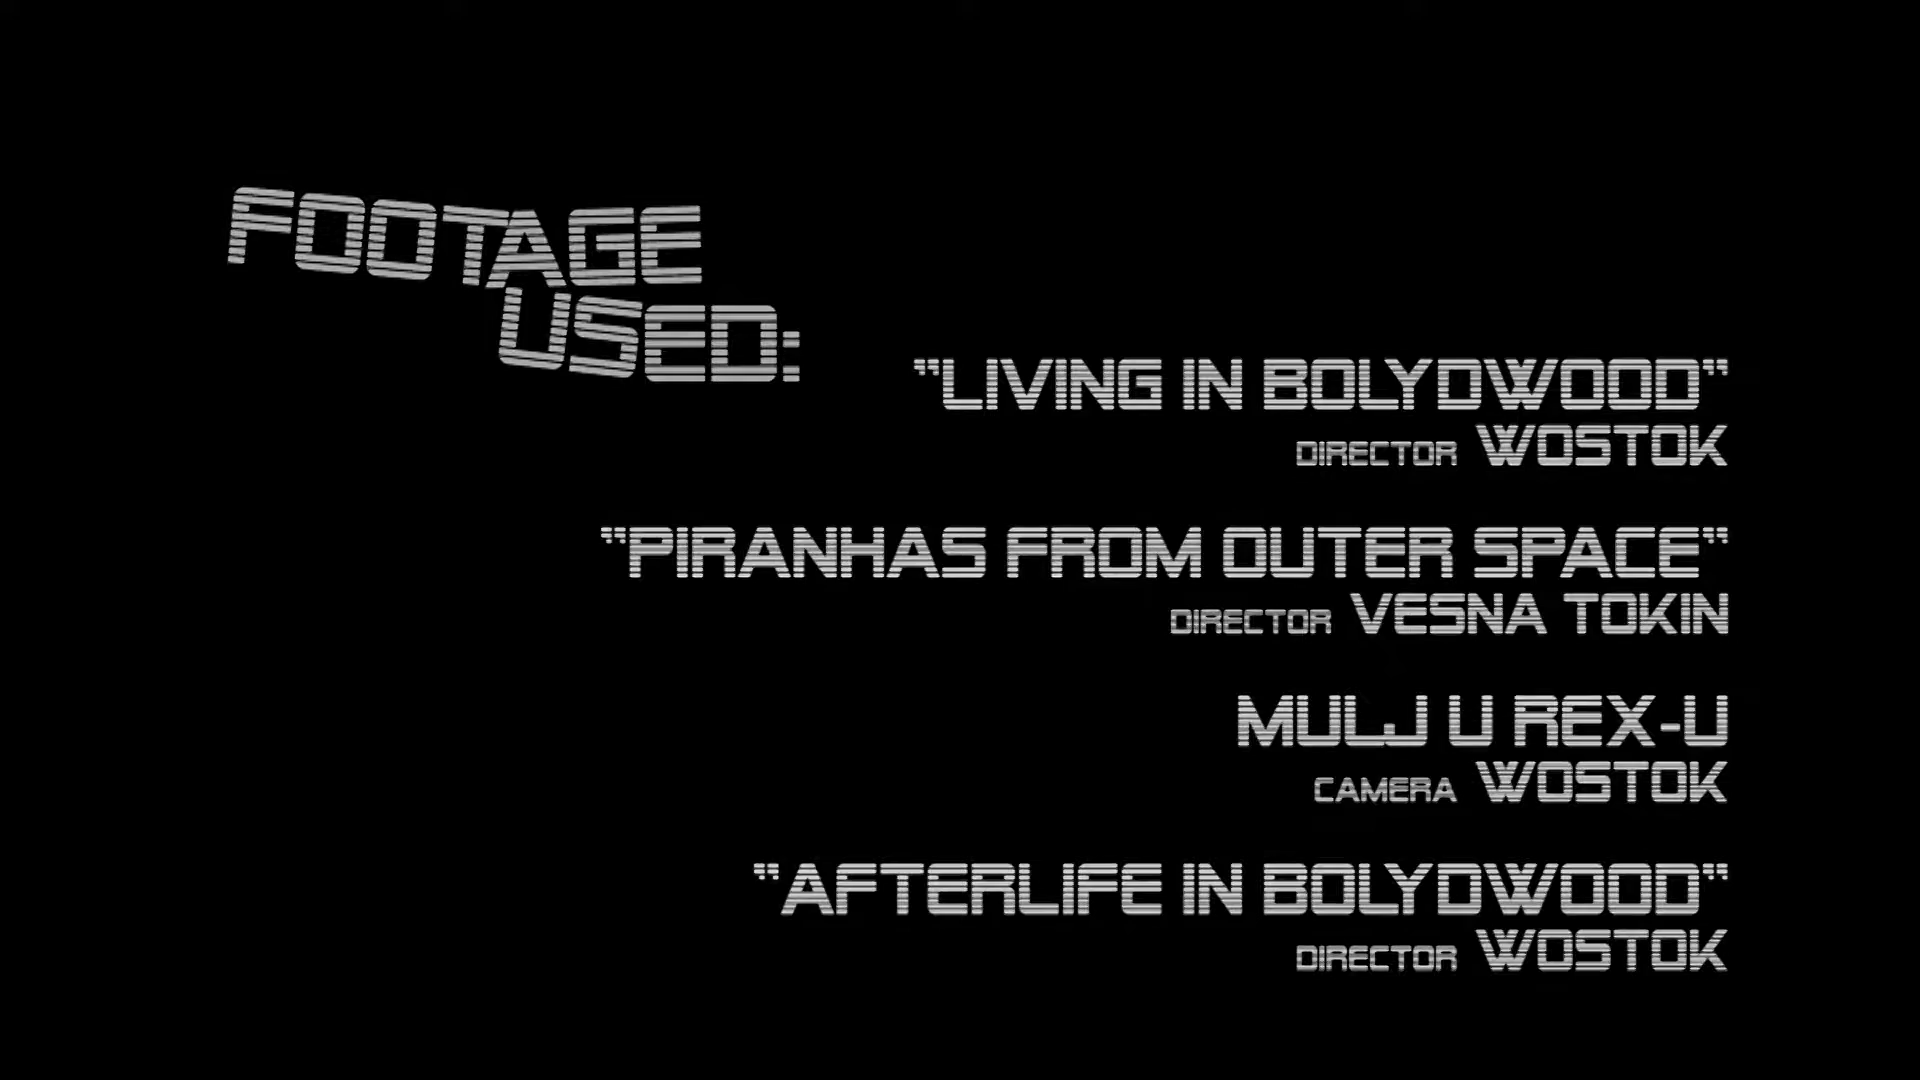 FOOTAGE
USED:
"LIVING IN BOLYDWOOD"
DIRECTOR WOSTOK
"PIRANHAS FROM OUTER SPACE"
DIRECTOR VESNA TOKIN
MULJ U REX-U
CAMERA WOSTOK
"AFTERLIFE IN BOLYDWOOD"
DIRECTOR WOSTOK